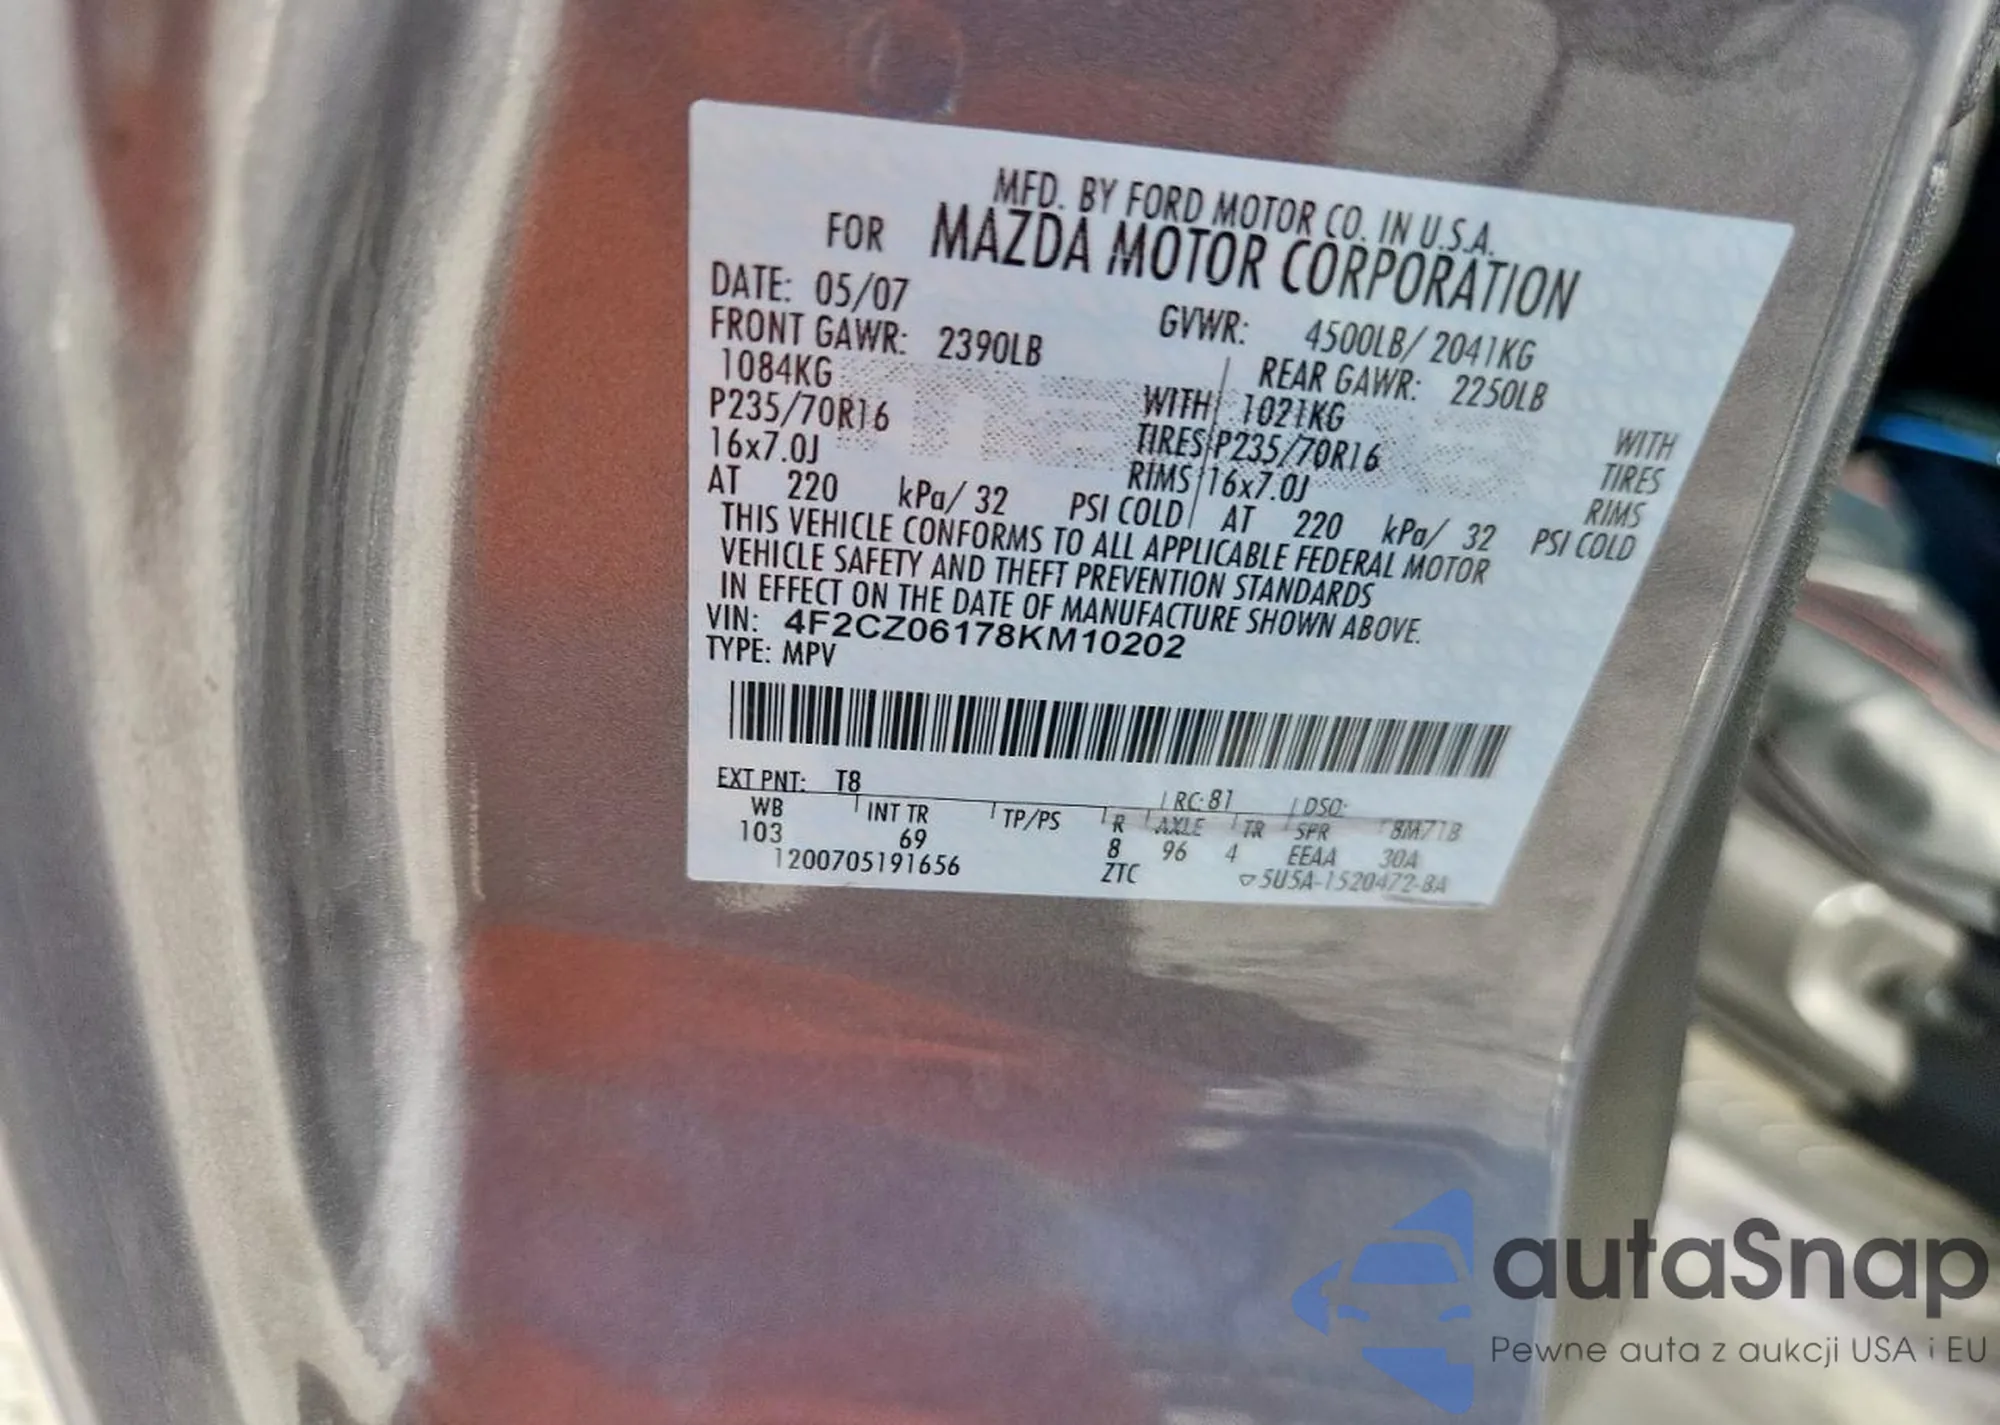 MFD. BY FORD MOTOR CO. IN U.S.A.
FOR MAZDA MOTOR CORPORATION
DATE: 05/07 GVWR: 4500LB/ 2041KG
FRONT GAWR: 2390LB REAR GAWR: 2250LB
1084KG WITH 1021KG WITH
P235/70R16 TIRES P235/70R16 TIRES
16x7.0J RIMS 16x7.0J RIMS
AT 220 kPa/ 32 PSI COLD AT 220 kPa/ 32 PSI COLD
THIS VEHICLE CONFORMS TO ALL APPLICABLE FEDERAL MOTOR
VEHICLE SAFETY AND THEFT PREVENTION STANDARDS
IN EFFECT ON THE DATE OF MANUFACTURE SHOWN ABOVE.
VIN: 4F2CZ06178KM10202
TYPE: MPV
EXT PNT: T8 RC: 81 DSO:
WB INT TR TP/PS R AXLE TR SPR 8M71B
103 69 8 96 4 EEAA 30A
1200705191656 ZTC ▽5U5A-1520472-BA
autaSnap
Pewne auta z aukcji USA i EU